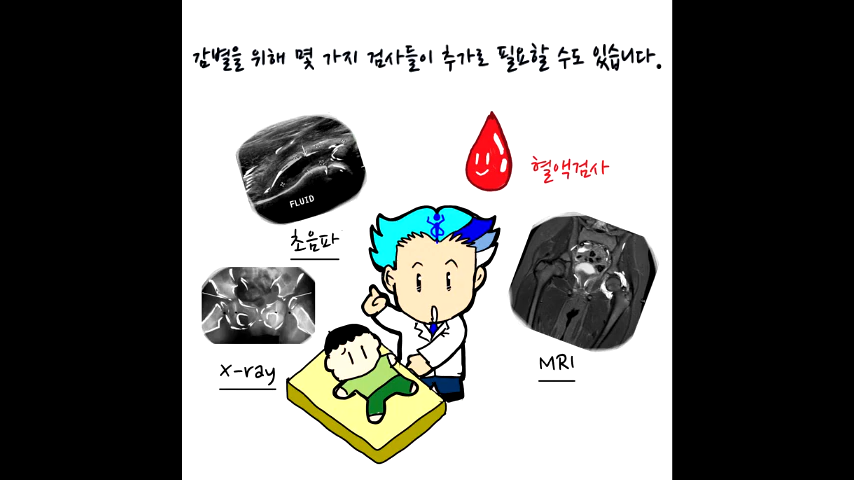 감별을 위해 몇 가지 검사들이 추가로 필요할 수도 있습니다.
혈액검사
FLUID
초음파
X-ray
MRI